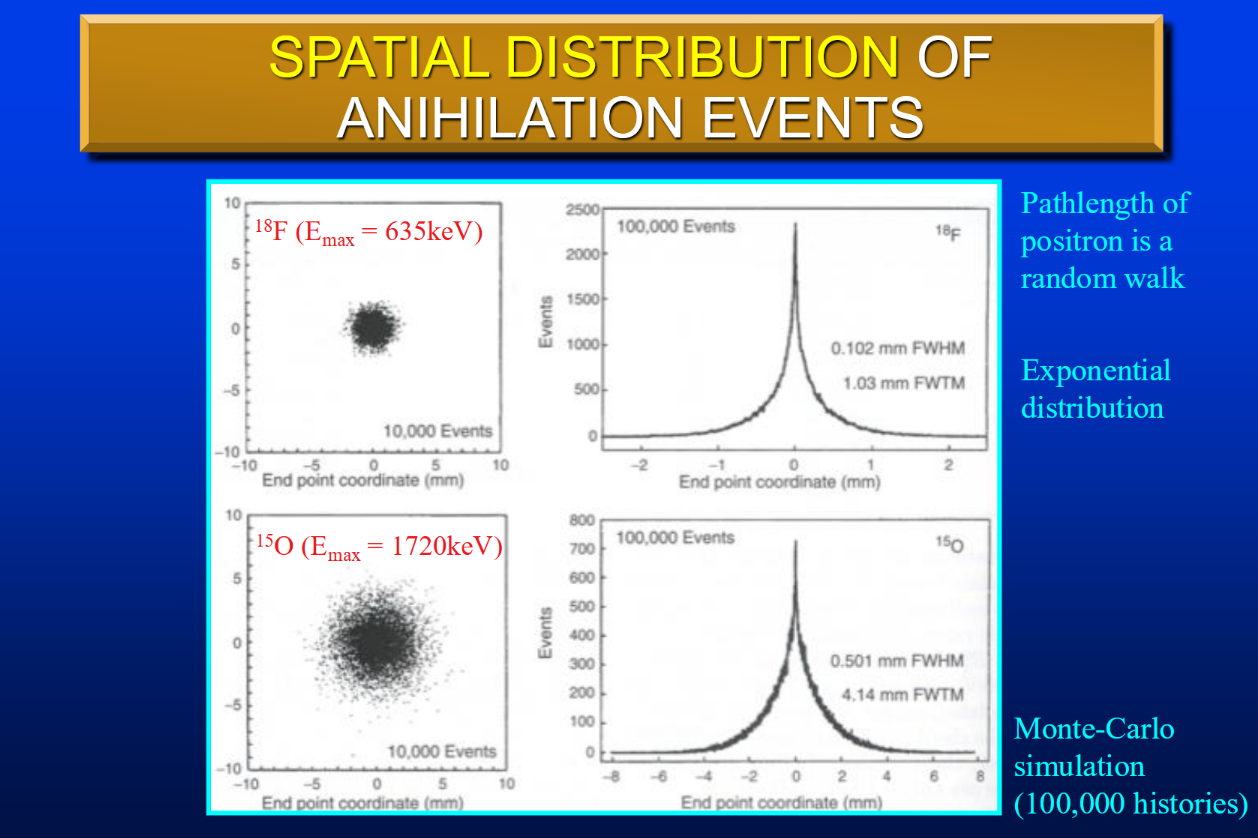 SPATIAL DISTRIBUTION OF
ANIHILATION EVENTS
10
5
0
−5
−10
¹⁸F (Eₘₐₓ = 635keV)
10,000 Events
−10 −5 0 5 10
End point coordinate (mm)
2500
2000
1500
1000
500
0
Events
100,000 Events
¹⁸F
0.102 mm FWHM
1.03 mm FWTM
−2 −1 0 1 2
End point coordinate (mm)
10
5
0
−5
−10
¹⁵O (Eₘₐₓ = 1720keV)
10,000 Events
−10 −5 0 5 10
End point coordinate (mm)
800
700
600
500
400
300
200
100
0
Events
100,000 Events
¹⁵O
0.501 mm FWHM
4.14 mm FWTM
−8 −6 −4 −2 0 2 4 6 8
End point coordinate (mm)
Pathlength of
positron is a
random walk
Exponential
distribution
Monte-Carlo
simulation
(100,000 histories)